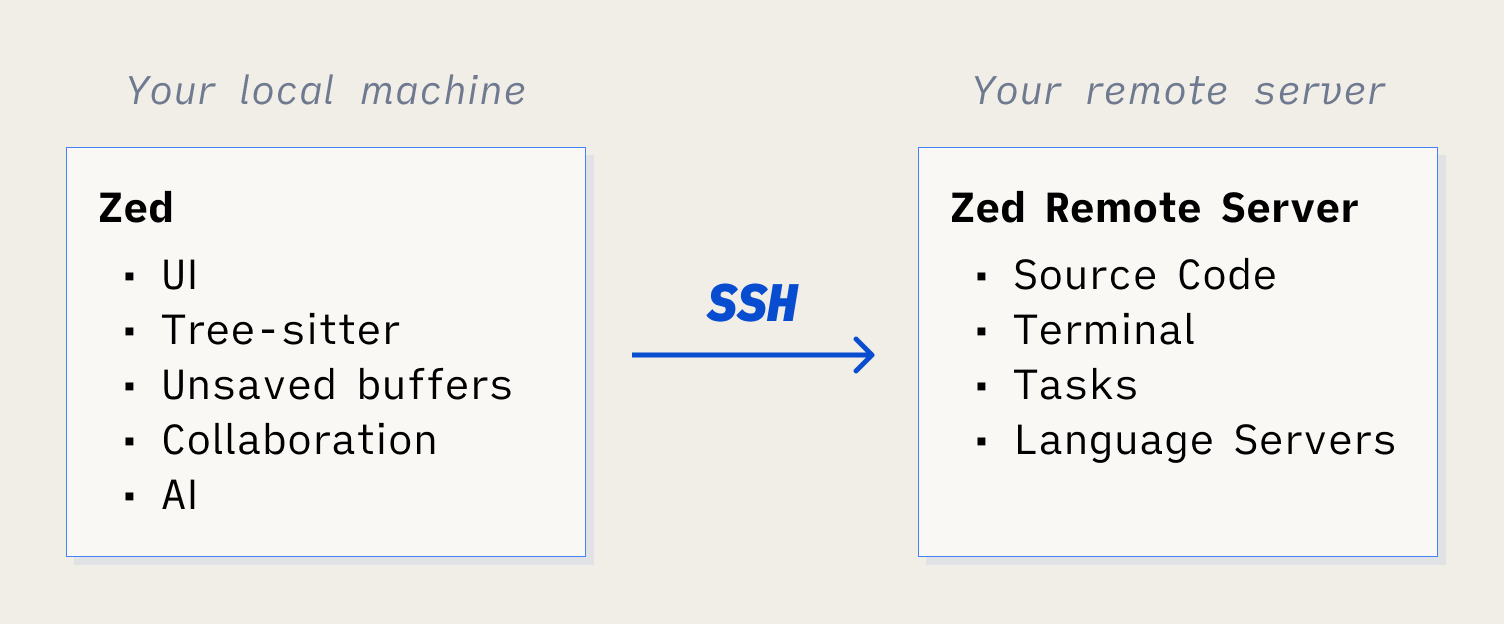 Your local machine
Zed
▪ UI
▪ Tree-sitter
▪ Unsaved buffers
▪ Collaboration
▪ AI
SSH
Your remote server
Zed Remote Server
▪ Source Code
▪ Terminal
▪ Tasks
▪ Language Servers